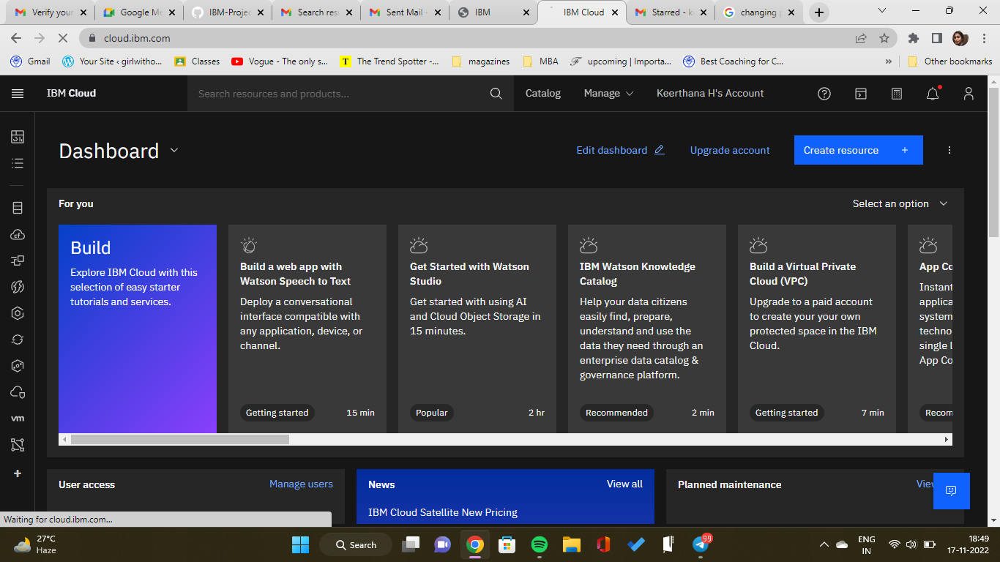 Verify your
Google Me
IBM-Projec
Search res
Sent Mail -
IBM
IBM Cloud
Starred - k
changing p
cloud.ibm.com
Gmail
Your Site ‹ girlwitho...
Classes
Vogue - The only s...
T The Trend Spotter -...
magazines
MBA
upcoming | Importa...
Best Coaching for C...
»
Other bookmarks
IBM Cloud
Search resources and products...
Catalog
Manage
Keerthana H's Account
Dashboard
Edit dashboard
Upgrade account
Create resource +
For you
Select an option
Build
Explore IBM Cloud with this
selection of easy starter
tutorials and services.
Build a web app with
Watson Speech to Text
Deploy a conversational
interface compatible with
any application, device, or
channel.
Getting started 15 min
Get Started with Watson
Studio
Get started with using AI
and Cloud Object Storage in
15 minutes.
Popular 2 hr
IBM Watson Knowledge
Catalog
Help your data citizens
easily find, prepare,
understand and use the
data they need through an
enterprise data catalog &
governance platform.
Recommended 2 min
Build a Virtual Private
Cloud (VPC)
Upgrade to a paid account
to create your your own
protected space in the IBM
Cloud.
Getting started 7 min
App Co
Instant
applica
system
techno
single l
App Co
Recom
cf
vm
User access
Manage users
News
View all
IBM Cloud Satellite New Pricing
Planned maintenance
View
Waiting for cloud.ibm.com...
27°C
Haze
Search
99
ENG
IN
18:49
17-11-2022